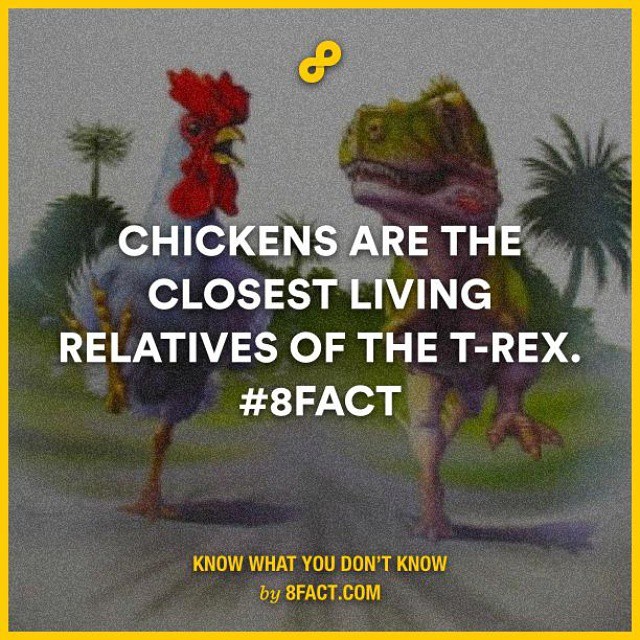 CHICKENS ARE THE
CLOSEST LIVING
RELATIVES OF THE T-REX.
#8FACT
KNOW WHAT YOU DON'T KNOW
by 8FACT.COM